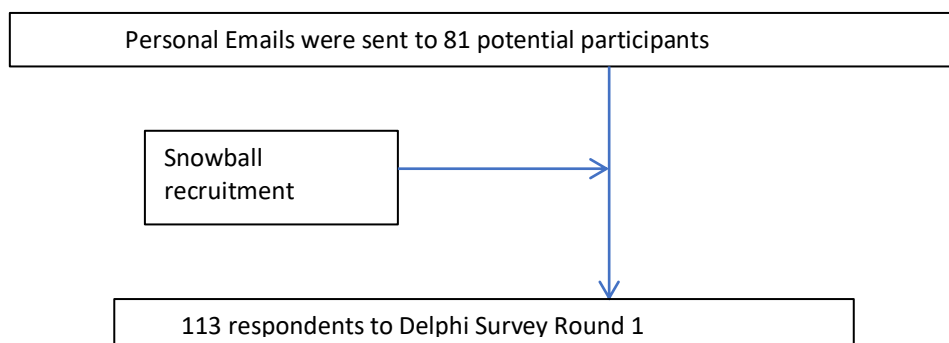 Personal Emails were sent to 81 potential participants
Snowball
recruitment
113 respondents to Delphi Survey Round 1